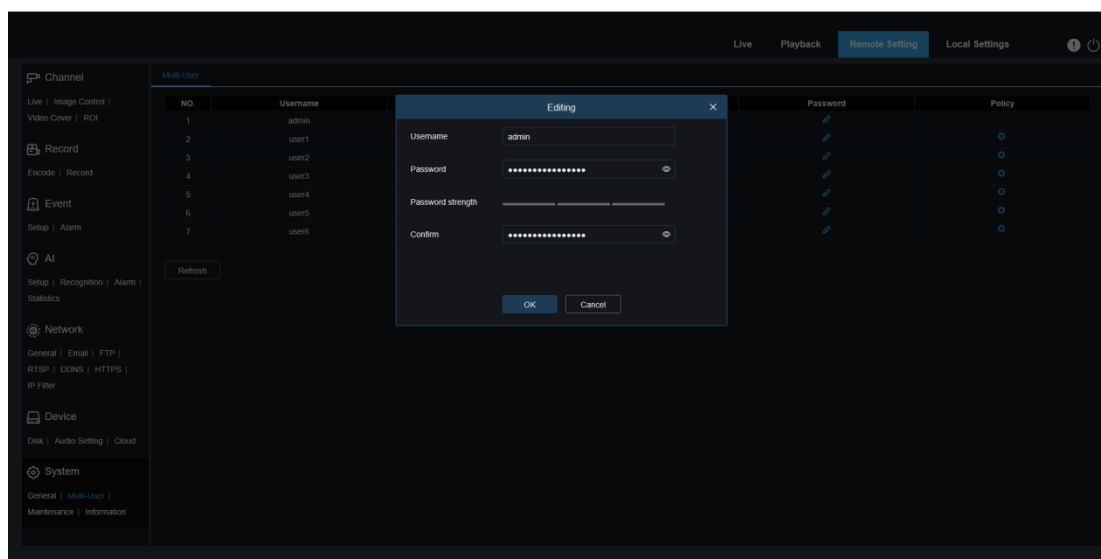 Live Playback Remote Setting Local Settings
Channel
Live | Image Control |
Video Cover | ROI
Record
Encode | Record
Event
Setup | Alarm
AI
Setup | Recognition | Alarm |
Statistics
Network
General | Email | FTP |
RTSP | DDNS | HTTPS |
IP Filter
Device
Disk | Audio Setting | Cloud
System
General | Multi-User |
Maintenance | Information
Multi-User
NO. Username Password Policy
1 admin
2 user1
3 user2
4 user3
5 user4
6 user5
7 user6
Refresh
Editing
Username admin
Password ••••••••••••••••
Password strength
Confirm ••••••••••••••••
OK Cancel